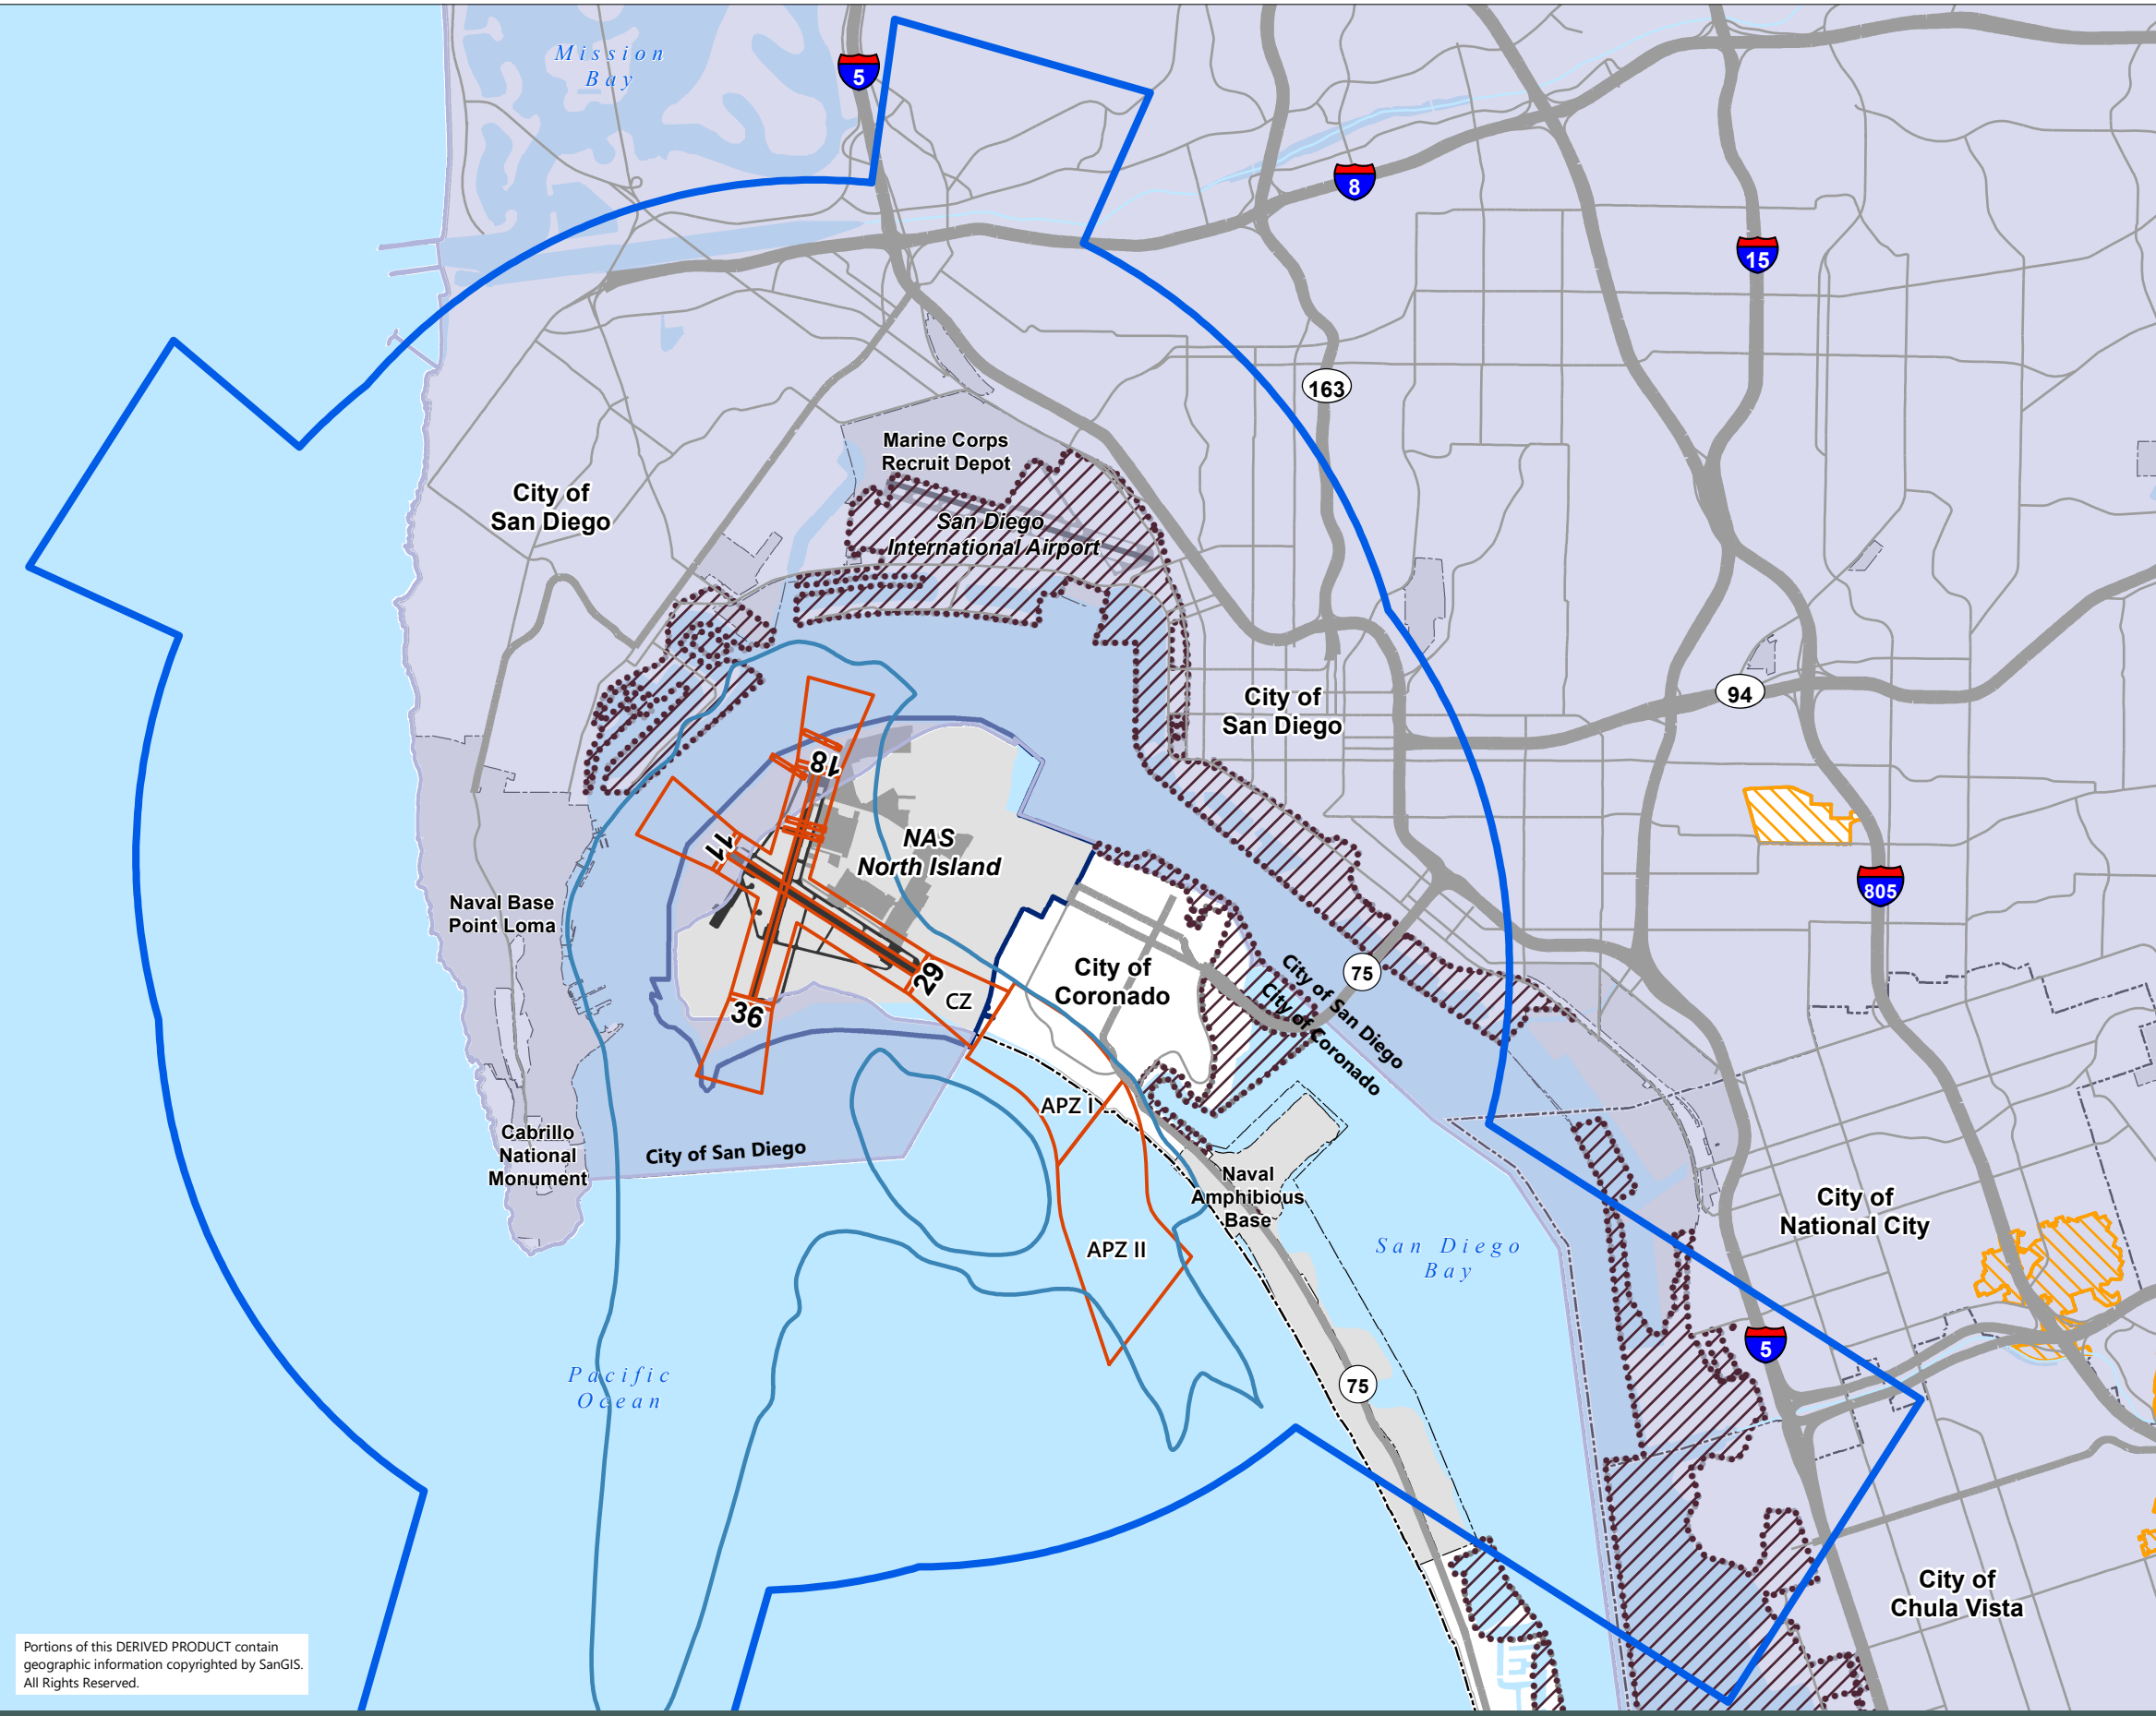 Mission
Bay
5
8
15
163
Marine Corps
Recruit Depot
City of
San Diego
San Diego
International Airport
City of
San Diego
94
18
11
NAS
North Island
805
Naval Base
Point Loma
City of
Coronado
75
City of San Diego
City of Coronado
29
CZ
36
APZ I
Cabrillo
National
Monument
City of San Diego
Naval
Amphibious
Base
City of
National City
APZ II
San Diego
Bay
5
Pacific
Ocean
75
City of
Chula Vista
Portions of this DERIVED PRODUCT contain
geographic information copyrighted by SanGIS.
All Rights Reserved.